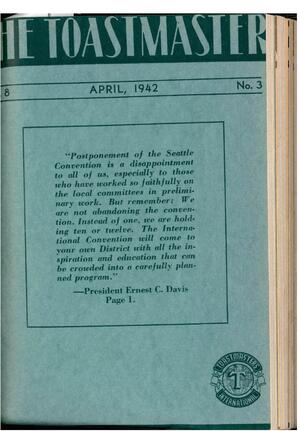 HE TOASTMASTER
. 8 APRIL, 1942 No. 3
"Postponement of the Seattle
Convention is a disappointment
to all of us, especially to those
who have worked so faithfully on
the local committees in prelimi-
nary work. But remember: We
are not abandoning the conven-
tion. Instead of one, we are hold-
ing ten or twelve. The Interna-
tional Convention will come to
your own District with all the in-
spiration and education that can
be crowded into a carefully plan-
ned program."
—President Ernest C. Davis
Page 1.
TOASTMASTERS
T
INTERNATIONAL